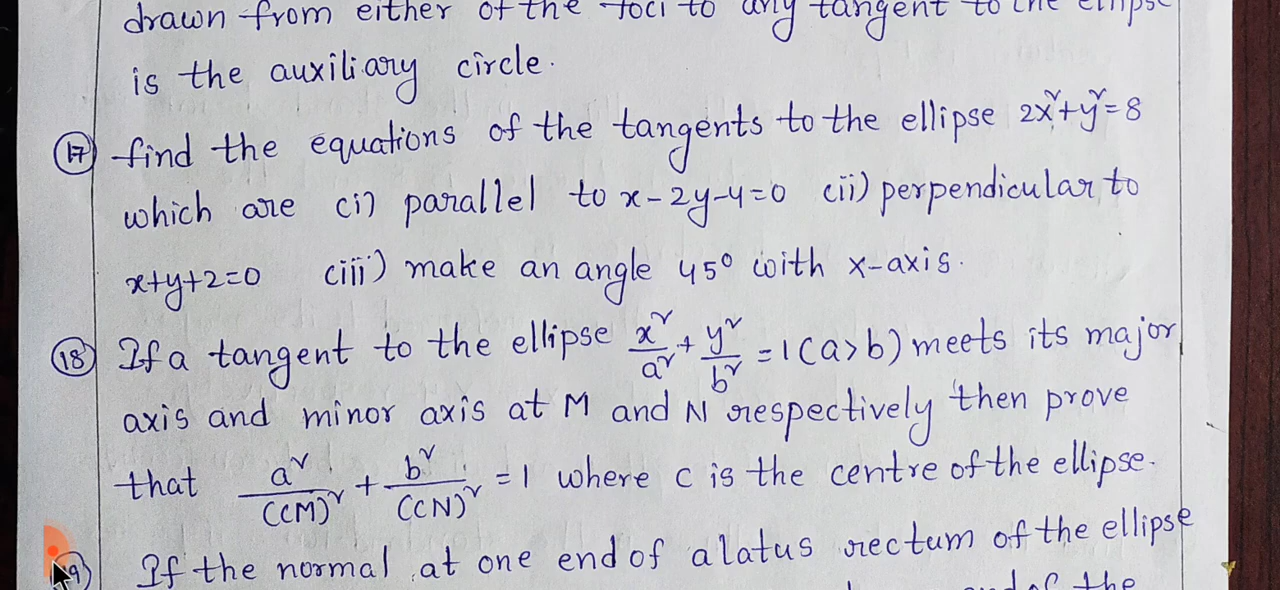 drawn from either of the foci to any tangent to the ellipse
is the auxiliary circle.
17 find the equations of the tangents to the ellipse 2x²+y²=8
which are (i) parallel to x-2y-4=0 (ii) perpendicular to
x+y+2=0 (iii) make an angle 45° with x-axis.
18 If a tangent to the ellipse x²/a² + y²/b² = 1 (a>b) meets its major
axis and minor axis at M and N respectively then prove
that a²/(CM)² + b²/(CN)² = 1 where C is the centre of the ellipse.
19 If the normal at one end of a latus rectum of the ellipse
end of the